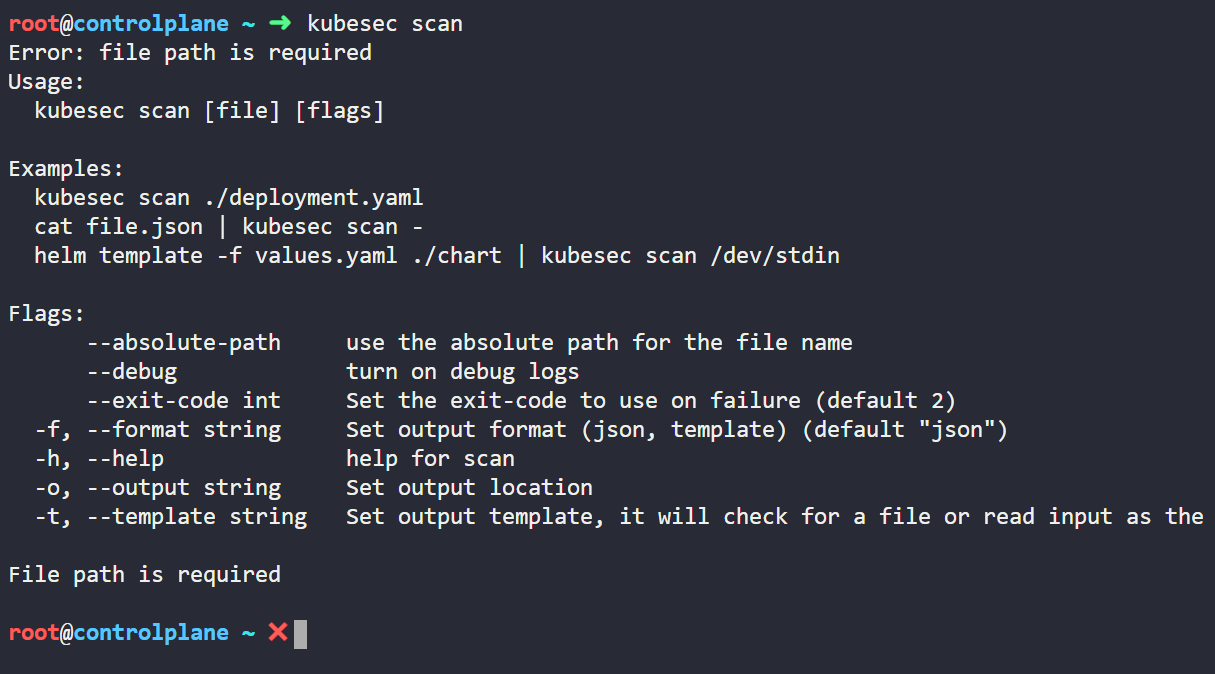 root@controlplane ~ ➜ kubesec scan
Error: file path is required
Usage:
  kubesec scan [file] [flags]

Examples:
  kubesec scan ./deployment.yaml
  cat file.json | kubesec scan -
  helm template -f values.yaml ./chart | kubesec scan /dev/stdin

Flags:
      --absolute-path     use the absolute path for the file name
      --debug             turn on debug logs
      --exit-code int     Set the exit-code to use on failure (default 2)
  -f, --format string     Set output format (json, template) (default "json")
  -h, --help              help for scan
  -o, --output string     Set output location
  -t, --template string   Set output template, it will check for a file or read input as the

File path is required

root@controlplane ~ ✖